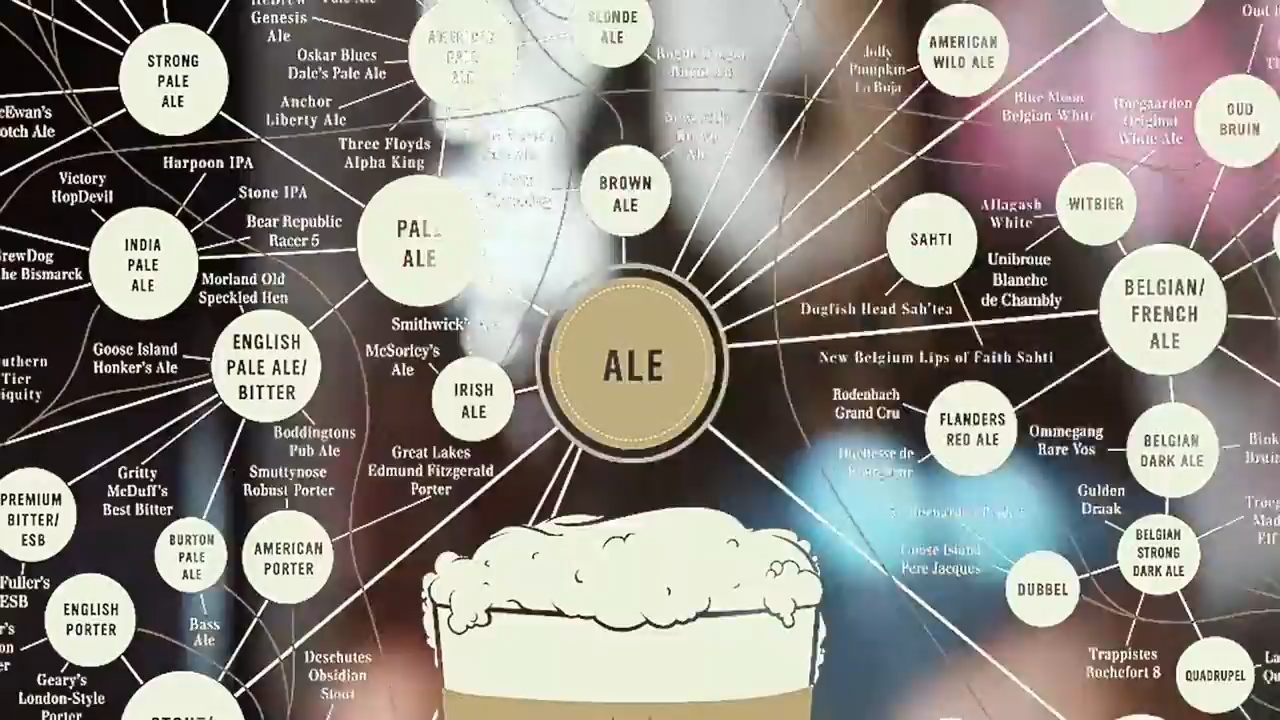 Genesis
Ale
Oskar Blues
Dale's Pale Ale
Anchor
Liberty Ale
STRONG
PALE
ALE
AMERICAN
PALE
ALE
BLONDE
ALE
AMERICAN
WILD ALE
Jolly
Pumpkin
La Roja
Blue Moon
Belgian White
Hoegaarden
Original
White Ale
OUD
BRUIN
Three Floyds
Alpha King
Harpoon IPA
Victory
HopDevil
Stone IPA
Bear Republic
Racer 5
INDIA
PALE
ALE
PALE
ALE
BROWN
ALE
SAHTI
Allagash
White
WITBIER
Unibroue
Blanche
de Chambly
BELGIAN/
FRENCH
ALE
Morland Old
Speckled Hen
Dogfish Head Sah'tea
New Belgium Lips of Faith Sahti
Smithwick's
McSorley's
Ale
IRISH
ALE
ALE
Goose Island
Honker's Ale
ENGLISH
PALE ALE/
BITTER
Boddingtons
Pub Ale
Rodenbach
Grand Cru
FLANDERS
RED ALE
Duchesse de
Ommegang
Rare Vos
BELGIAN
DARK ALE
Great Lakes
Edmund Fitzgerald
Porter
Gritty
McDuff's
Best Bitter
Smuttynose
Robust Porter
PREMIUM
BITTER/
ESB
BURTON
PALE
ALE
AMERICAN
PORTER
Gulden
Draak
BELGIAN
STRONG
DARK ALE
Goose Island
Pere Jacques
DUBBEL
ENGLISH
PORTER
Bass
Ale
Geary's
London-Style
Porter
Deschutes
Obsidian
Stout
Trappistes
Rochefort 8
QUADRUPEL
STOUT/